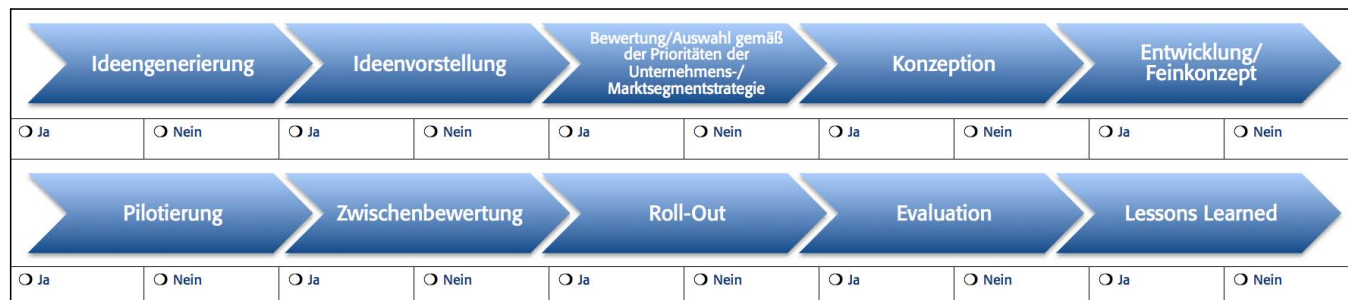 Ideengenerierung
Ideenvorstellung
Bewertung/Auswahl gemäß
der Prioritäten der
Unternehmens-/
Marktsegmentstrategie
Konzeption
Entwicklung/
Feinkonzept
Ja Nein Ja Nein Ja Nein Ja Nein Ja Nein
Pilotierung
Zwischenbewertung
Roll-Out
Evaluation
Lessons Learned
Ja Nein Ja Nein Ja Nein Ja Nein Ja Nein